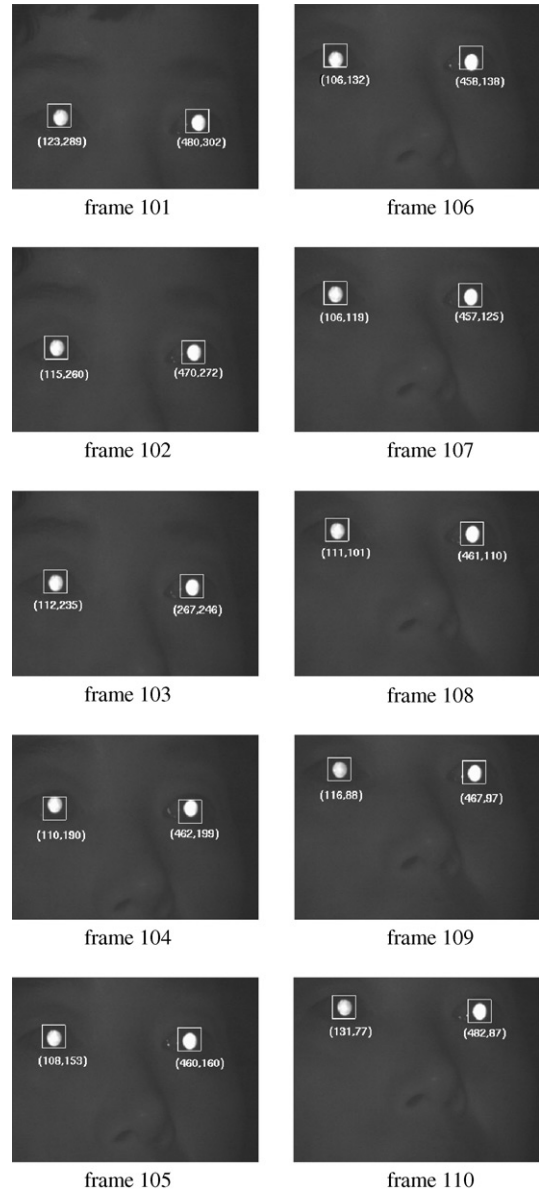 (123,289)
(480,302)
frame 101
(115,260)
(470,272)
frame 102
(112,235)
(267,246)
frame 103
(110,190)
(462,199)
frame 104
(108,153)
(460,160)
frame 105
(106,132)
(458,138)
frame 106
(106,119)
(457,125)
frame 107
(111,101)
(461,110)
frame 108
(116,88)
(467,97)
frame 109
(131,77)
(482,87)
frame 110